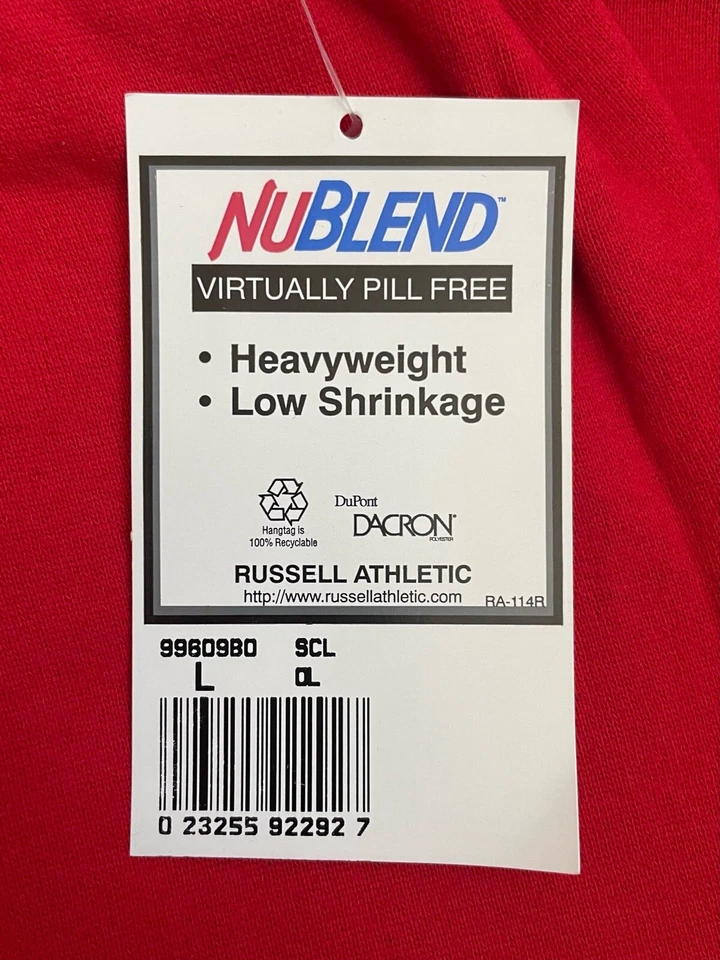 NUBLEND™
VIRTUALLY PILL FREE
• Heavyweight
• Low Shrinkage
Hangtag is
100% Recyclable
DuPont
DACRON®
POLYESTER
RUSSELL ATHLETIC
http://www.russellathletic.com
RA-114R
99609B0 SCL
L 0L
0 23255 92292 7